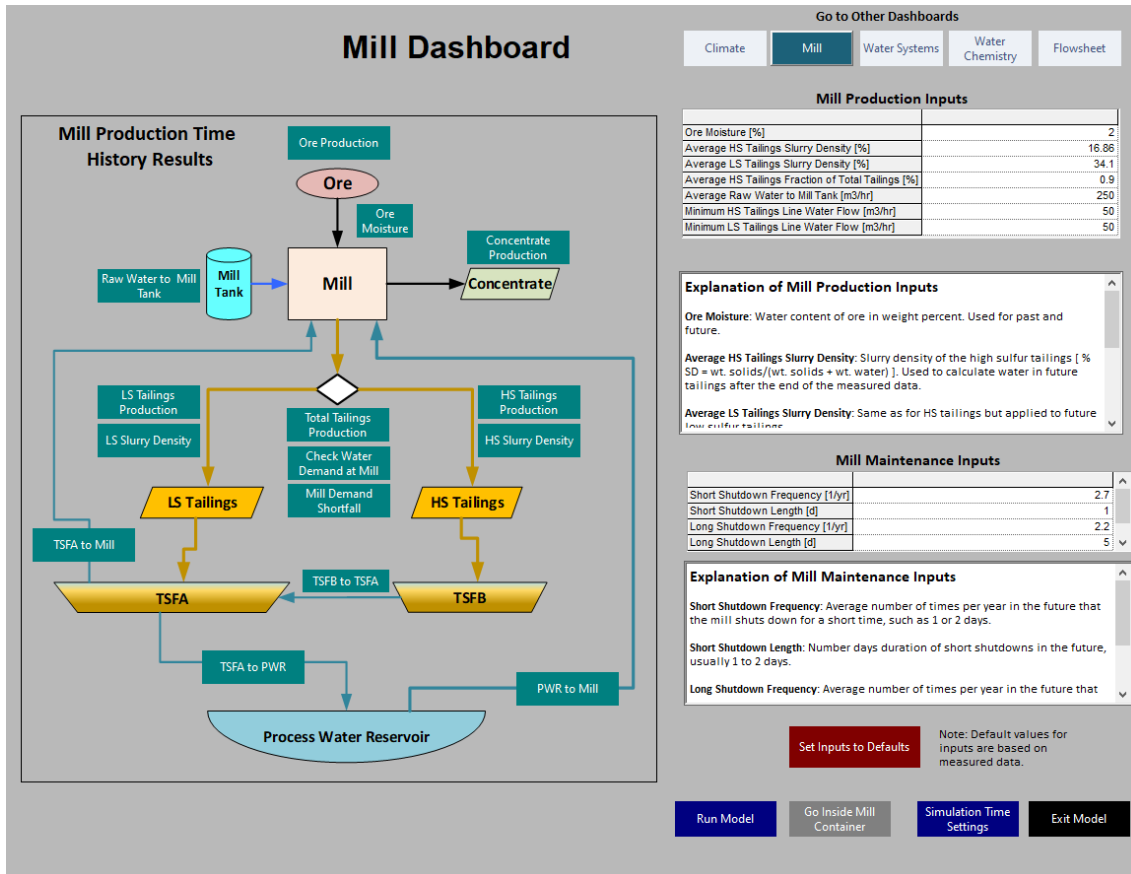 Mill Dashboard
Go to Other Dashboards
Climate
Mill
Water Systems
Water
Chemistry
Flowsheet
Mill Production Time
History Results
Ore Production
Ore
Ore
Moisture
Concentrate
Production
Raw Water to Mill
Tank
Mill
Tank
Mill
Concentrate
LS Tailings
Production
LS Slurry Density
Total Tailings
Production
Check Water
Demand at Mill
Mill Demand
Shortfall
HS Tailings
Production
HS Slurry Density
LS Tailings
HS Tailings
TSFA to Mill
TSFB to TSFA
TSFA
TSFB
TSFA to PWR
PWR to Mill
Process Water Reservoir
Mill Production Inputs
Ore Moisture [%] 2
Average HS Tailings Slurry Density [%] 16.86
Average LS Tailings Slurry Density [%] 34.1
Average HS Tailings Fraction of Total Tailings [%] 0.9
Average Raw Water to Mill Tank [m3/hr] 250
Minimum HS Tailings Line Water Flow [m3/hr] 50
Minimum LS Tailings Line Water Flow [m3/hr] 50
Explanation of Mill Production Inputs
Ore Moisture: Water content of ore in weight percent. Used for past and
future.
Average HS Tailings Slurry Density: Slurry density of the high sulfur tailings [ %
SD = wt. solids/(wt. solids + wt. water) ]. Used to calculate water in future
tailings after the end of the measured data.
Average LS Tailings Slurry Density: Same as for HS tailings but applied to future
low sulfur tailings
Mill Maintenance Inputs
Short Shutdown Frequency [1/yr] 2.7
Short Shutdown Length [d] 1
Long Shutdown Frequency [1/yr] 2.2
Long Shutdown Length [d] 5
Explanation of Mill Maintenance Inputs
Short Shutdown Frequency: Average number of times per year in the future that
the mill shuts down for a short time, such as 1 or 2 days.
Short Shutdown Length: Number days duration of short shutdowns in the future,
usually 1 to 2 days.
Long Shutdown Frequency: Average number of times per year in the future that
Set Inputs to Defaults
Note: Default values for
inputs are based on
measured data.
Run Model
Go Inside Mill
Container
Simulation Time
Settings
Exit Model